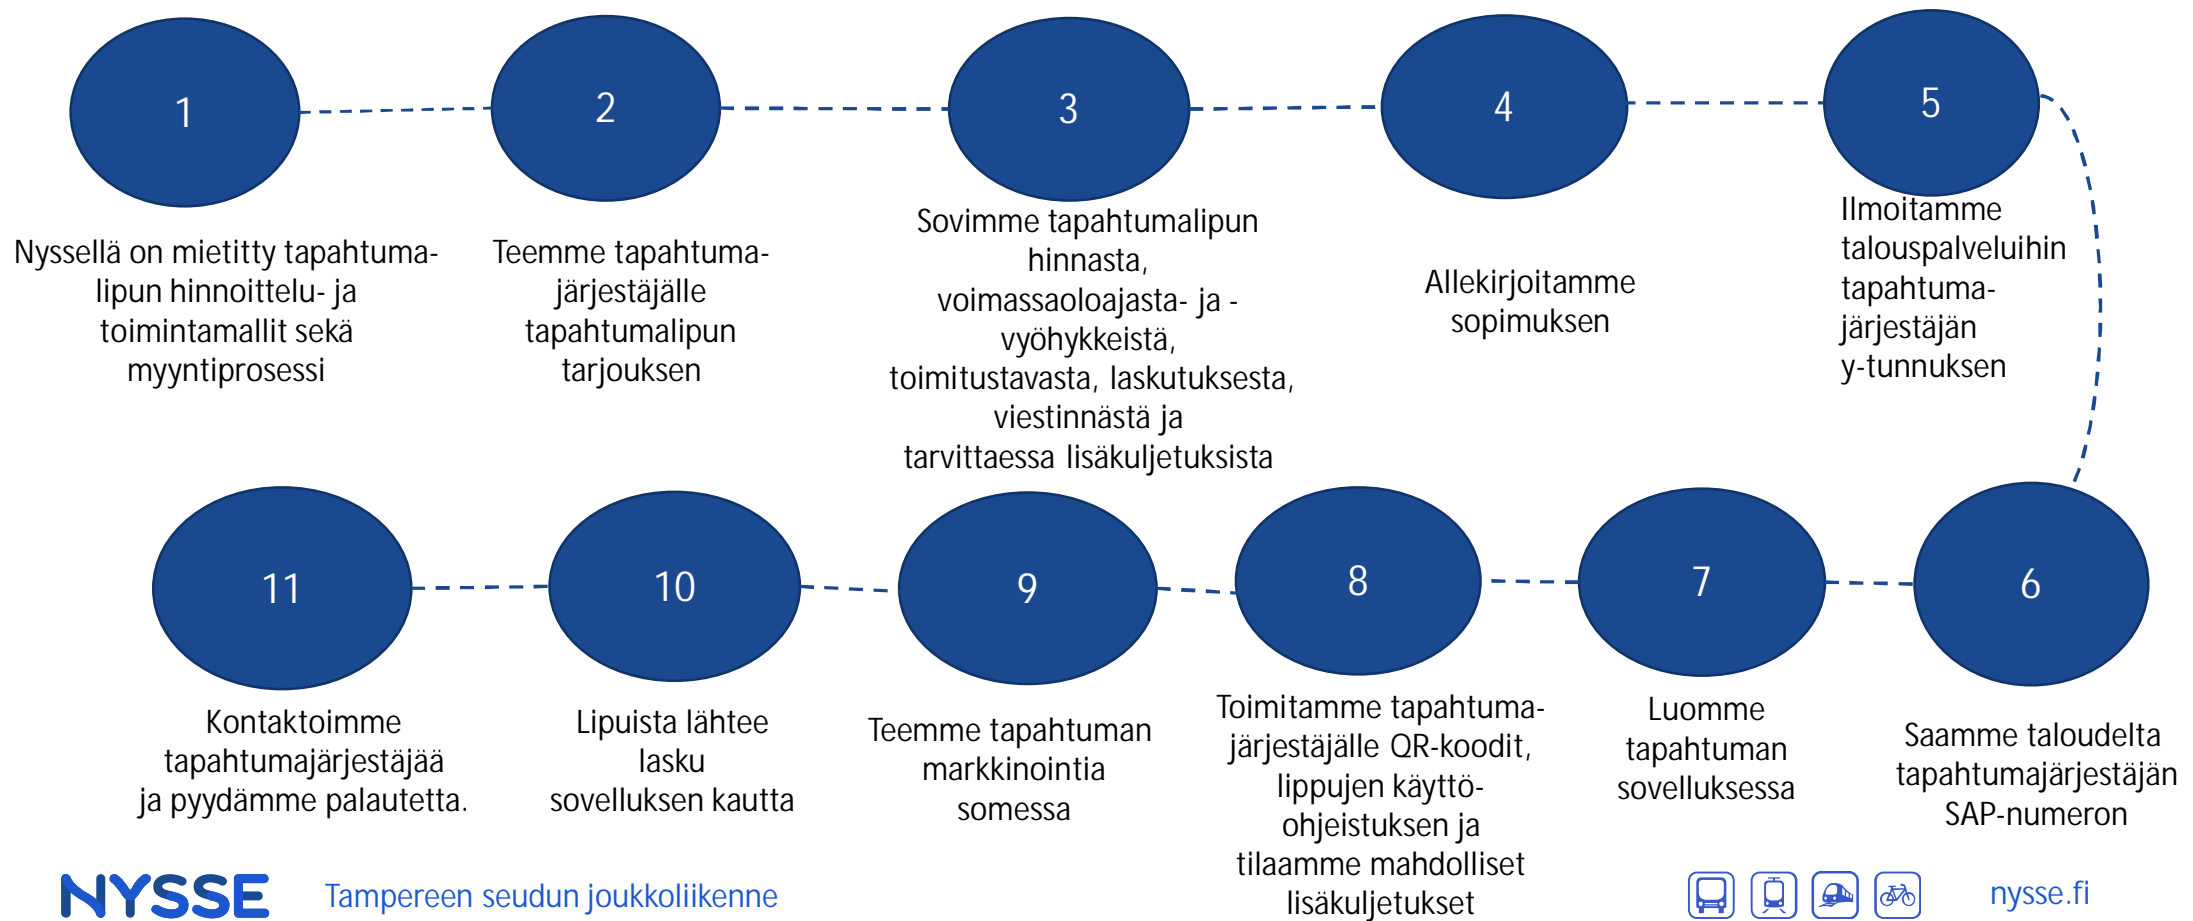 1
Nyssellä on mietitty tapahtuma-
lipun hinnoittelu- ja
toimintamallit sekä
myyntiprosessi
2
Teemme tapahtuma-
järjestäjälle
tapahtumalipun
tarjouksen
3
Sovimme tapahtumalipun
hinnasta,
voimassaoloajasta- ja -
vyöhykkeistä,
toimitustavasta, laskutuksesta,
viestinnästä ja
tarvittaessa lisäkuljetuksista
4
Allekirjoitamme
sopimuksen
5
Ilmoitamme
talouspalveluihin
tapahtuma-
järjestäjän
y-tunnuksen
6
Saamme taloudelta
tapahtumajärjestäjän
SAP-numeron
7
Luomme
tapahtuman
sovelluksessa
8
Toimitamme tapahtuma-
järjestäjälle QR-koodit,
lippujen käyttö-
ohjeistuksen ja
tilaamme mahdolliset
lisäkuljetukset
9
Teemme tapahtuman
markkinointia
somessa
10
Lipuista lähtee
lasku
sovelluksen kautta
11
Kontaktoimme
tapahtumajärjestäjää
ja pyydämme palautetta.
NYSSE
Tampereen seudun joukkoliikenne
nysse.fi